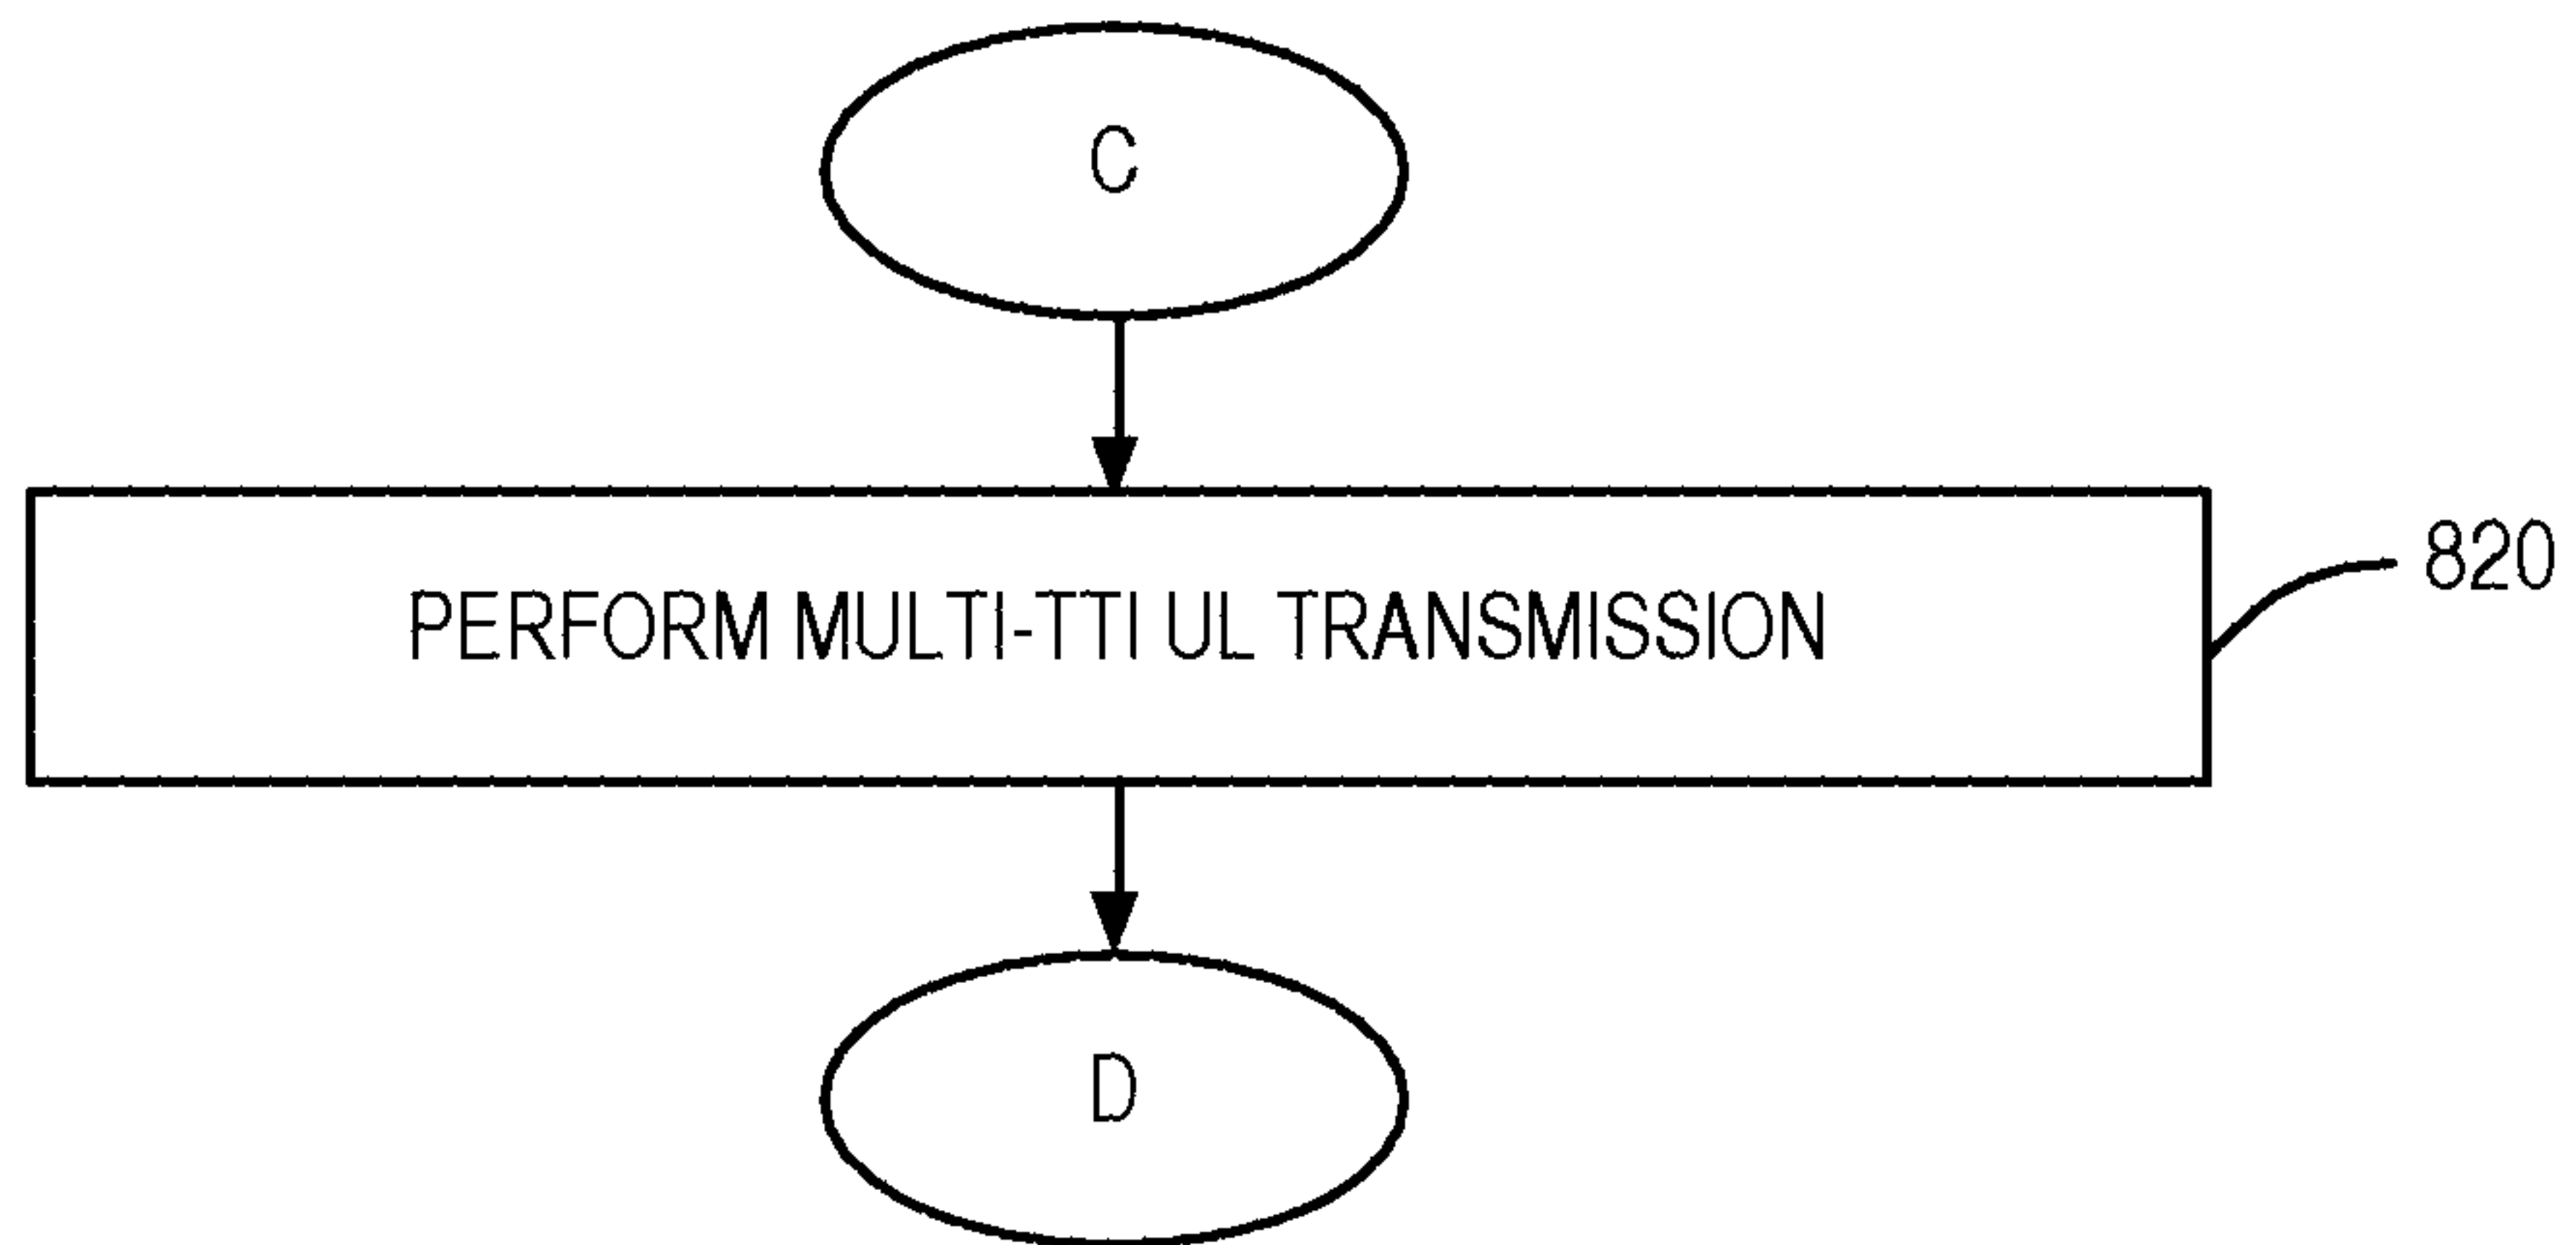 C
PERFORM MULTI-TTI UL TRANSMISSION
820
D